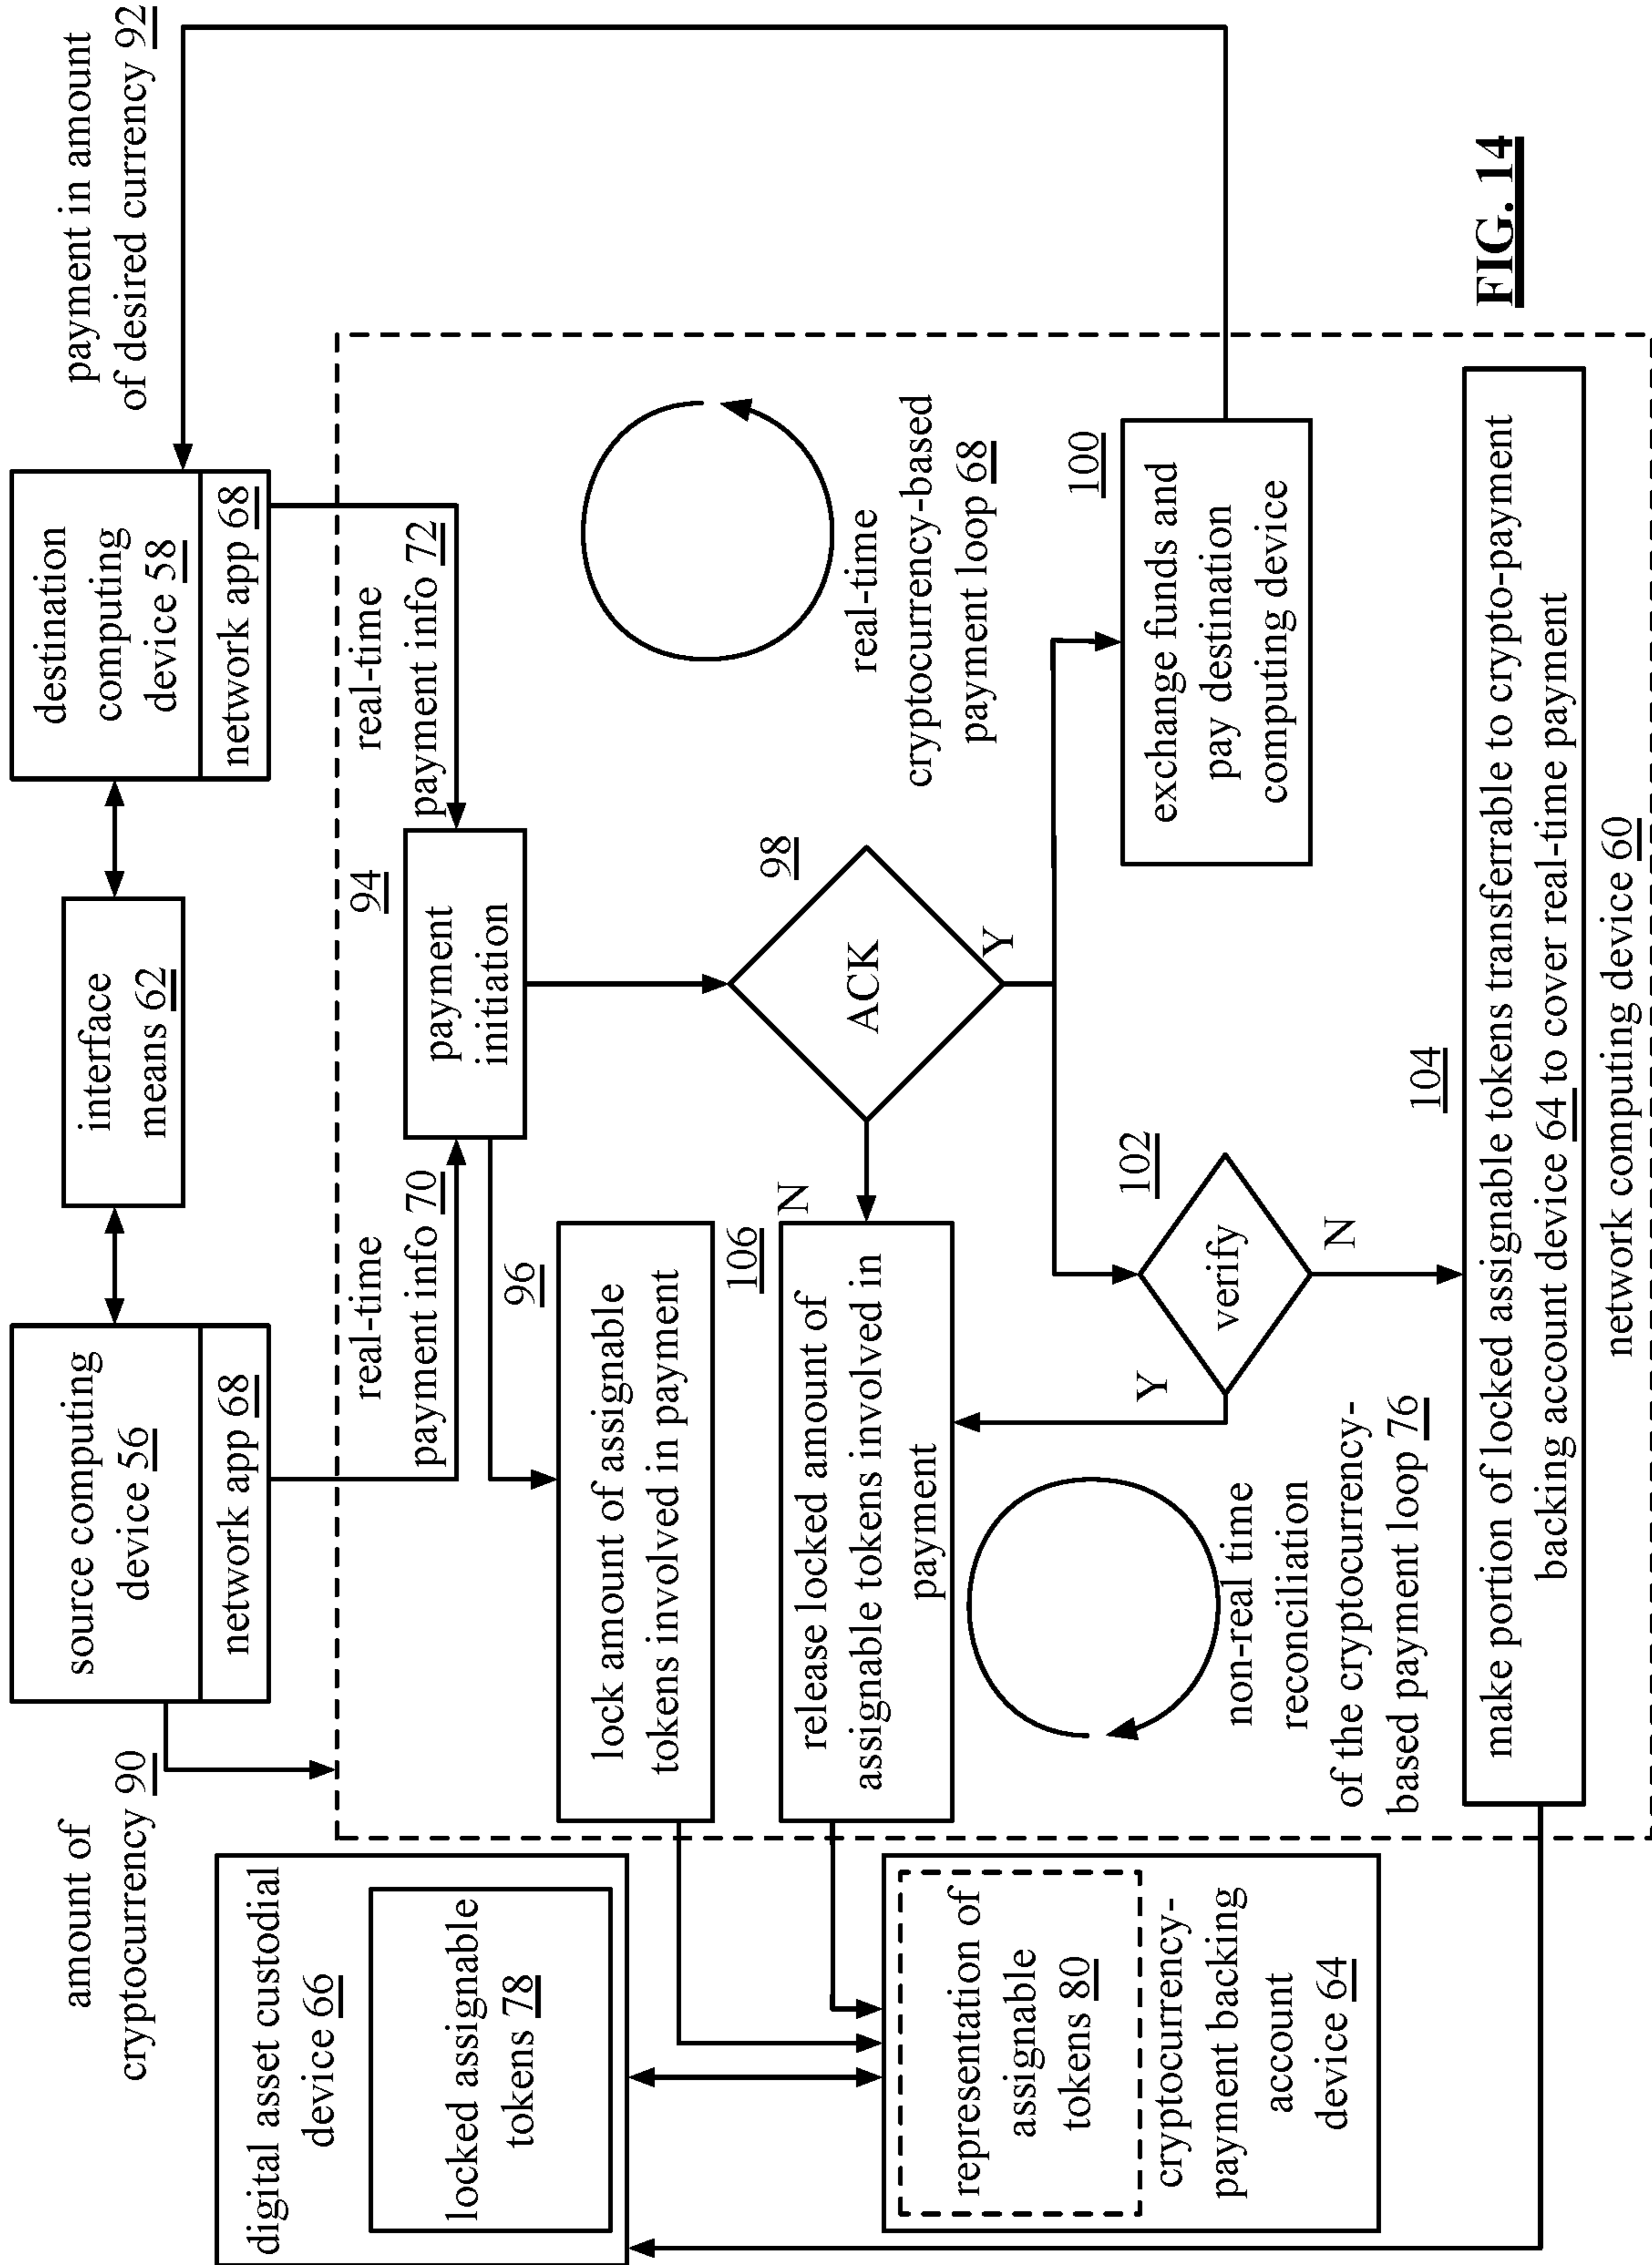 amount of
cryptocurrency 90
source computing
device 56
network app 68
interface
means 62
destination
computing
device 58
network app 68
payment in amount
of desired currency 92
digital asset custodial
device 66
locked assignable
tokens 78
real-time
payment info 70
94
payment
initiation
real-time
payment info 72
96
lock amount of assignable
tokens involved in payment
98
ACK
N
Y
106
release locked amount of
assignable tokens involved in
payment
real-time
cryptocurrency-based
payment loop 68
representation of
assignable
tokens 80
cryptocurrency-
payment backing
account
device 64
non-real time
reconciliation
of the cryptocurrency-
based payment loop 76
Y
102
verify
N
100
exchange funds and
pay destination
computing device
104
make portion of locked assignable tokens transferrable to crypto-payment
backing account device 64 to cover real-time payment
network computing device 60
FIG. 14